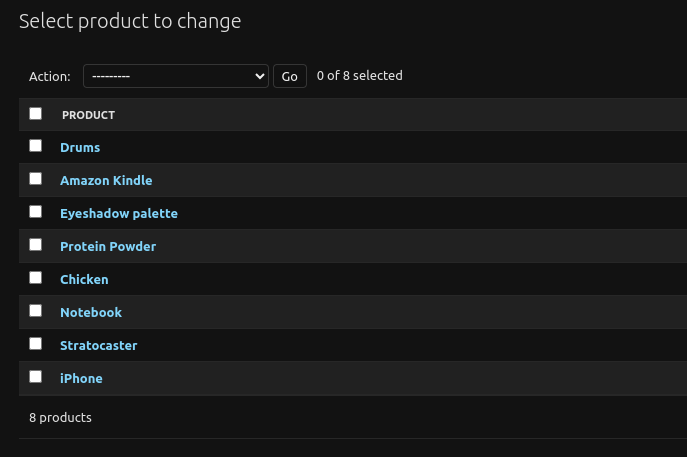 Select product to change
Action: --------- Go 0 of 8 selected
PRODUCT
Drums
Amazon Kindle
Eyeshadow palette
Protein Powder
Chicken
Notebook
Stratocaster
iPhone
8 products